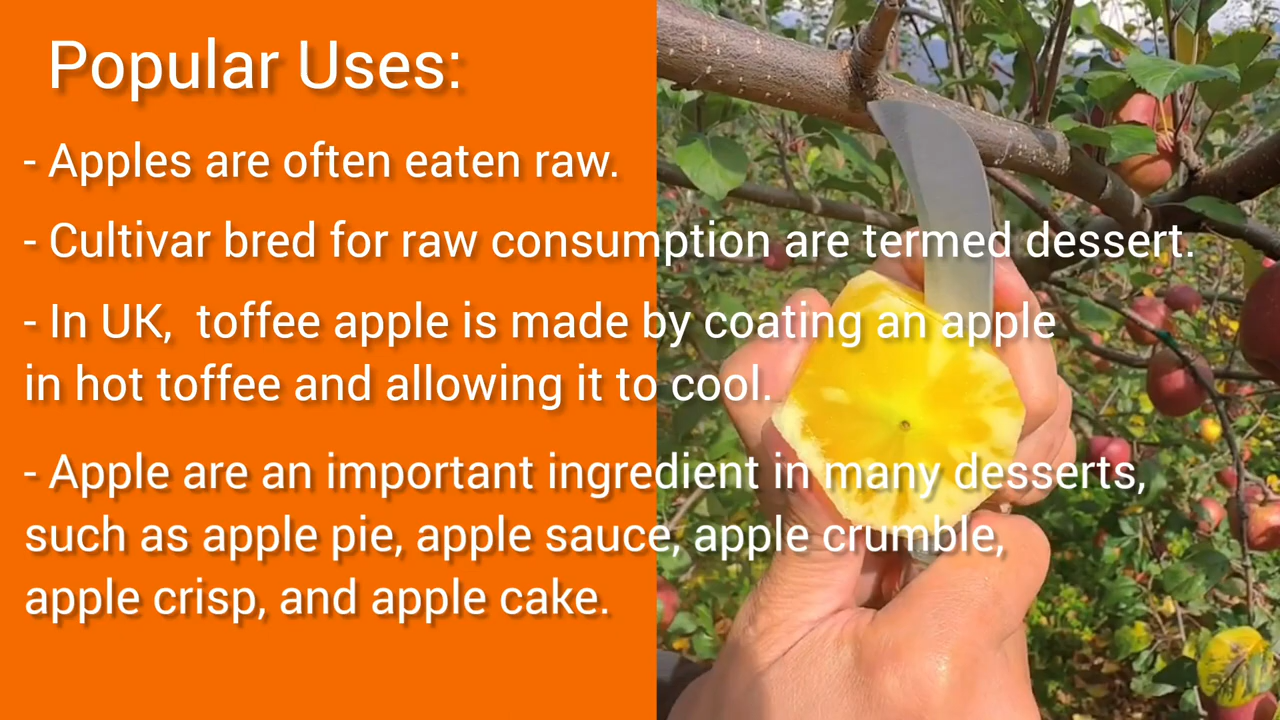 Popular Uses:
- Apples are often eaten raw.
- Cultivar bred for raw consumption are termed dessert.
- In UK,  toffee apple is made by coating an apple
in hot toffee and allowing it to cool.
- Apple are an important ingredient in many desserts,
such as apple pie, apple sauce, apple crumble,
apple crisp, and apple cake.